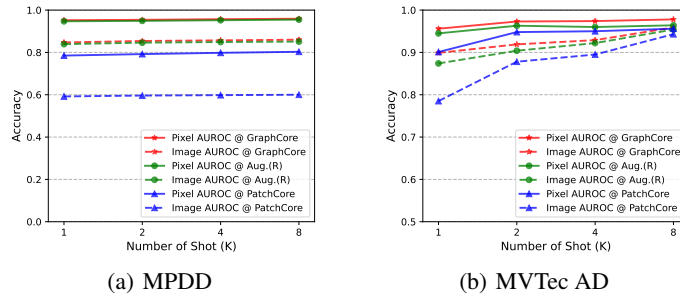 1.0
0.8
0.6
0.4
0.2
0.0
Accuracy
Pixel AUROC @ GraphCore
Image AUROC @ GraphCore
Pixel AUROC @ Aug.(R)
Image AUROC @ Aug.(R)
Pixel AUROC @ PatchCore
Image AUROC @ PatchCore
1 2 4 8
Number of Shot (K)
(a) MPDD
1.0
0.9
0.8
0.7
0.6
0.5
Accuracy
Pixel AUROC @ GraphCore
Image AUROC @ GraphCore
Pixel AUROC @ Aug.(R)
Image AUROC @ Aug.(R)
Pixel AUROC @ PatchCore
Image AUROC @ PatchCore
1 2 4 8
Number of Shot (K)
(b) MVTec AD